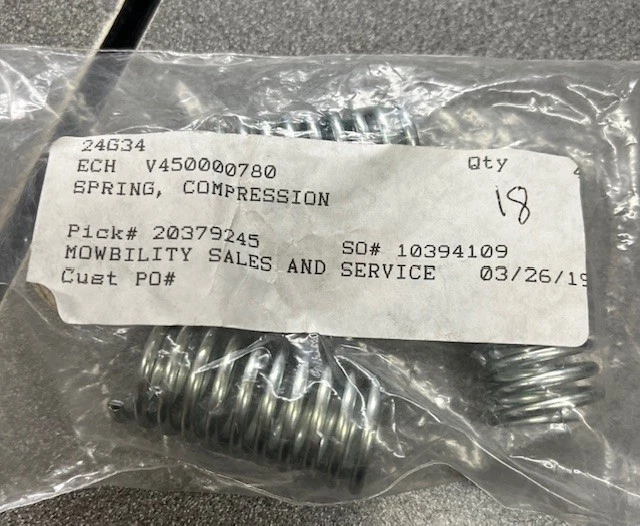 24G34
ECH V450000780 Qty
SPRING, COMPRESSION 18
Pick# 20379245 SO# 10394109
MOWBILITY SALES AND SERVICE 03/26/19
Cust PO#